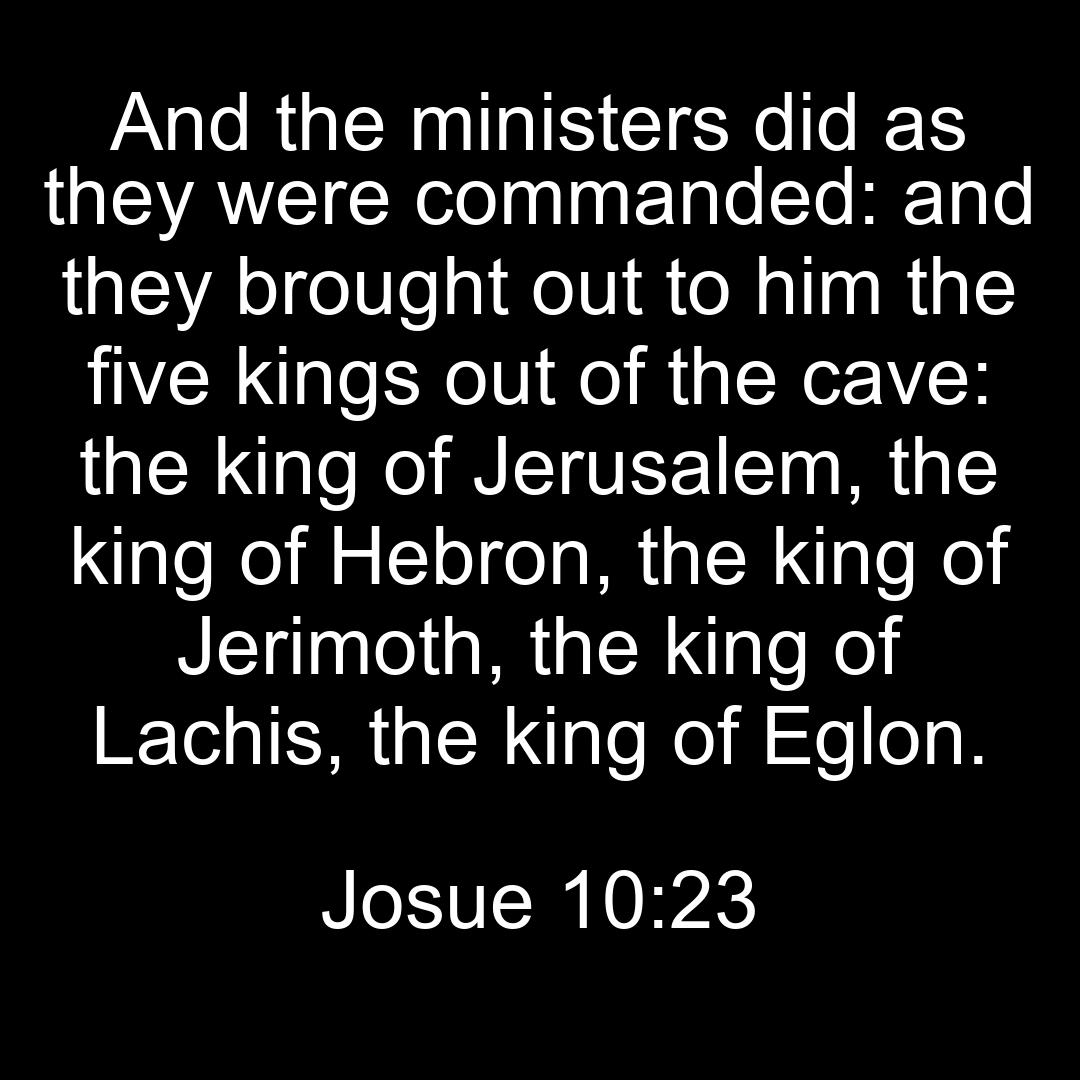 And the ministers did as
they were commanded: and
they brought out to him the
five kings out of the cave:
the king of Jerusalem, the
king of Hebron, the king of
Jerimoth, the king of
Lachis, the king of Eglon.
Josue 10:23